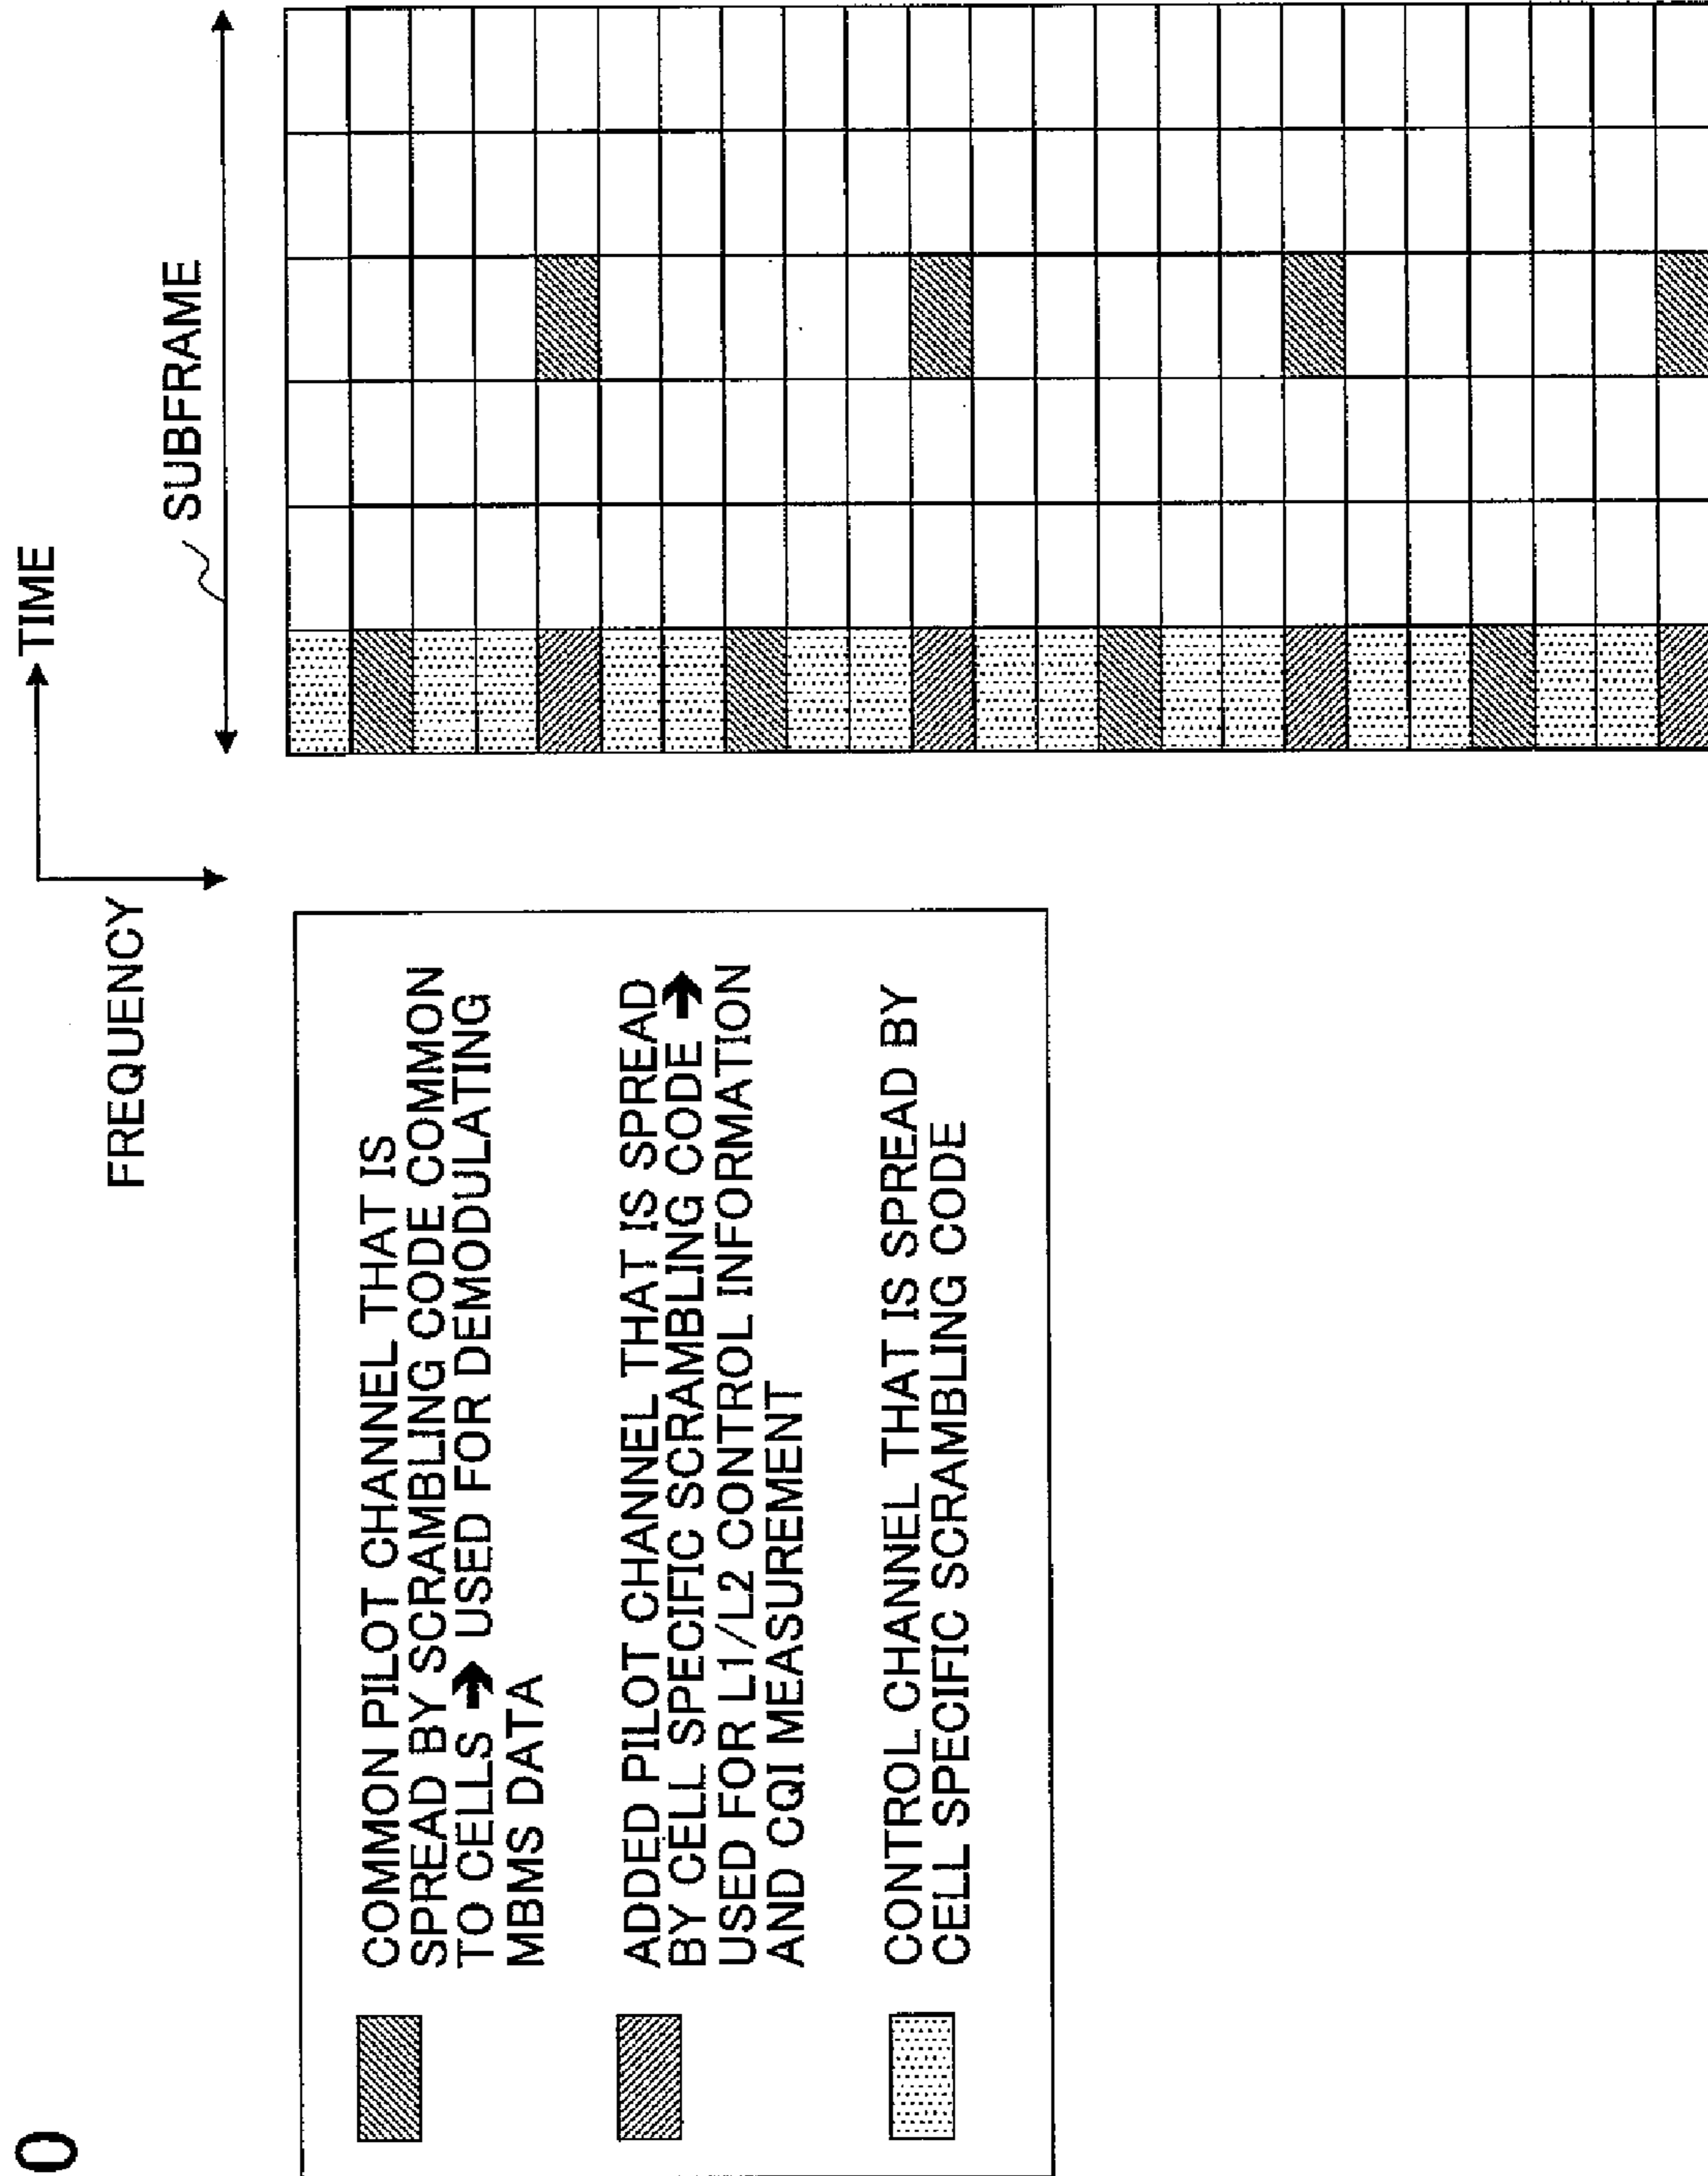 0
TIME
FREQUENCY
SUBFRAME
COMMON PILOT CHANNEL THAT IS
SPREAD BY SCRAMBLING CODE COMMON
TO CELLS ➔ USED FOR DEMODULATING
MBMS DATA
ADDED PILOT CHANNEL THAT IS SPREAD
BY CELL SPECIFIC SCRAMBLING CODE ➔
USED FOR L1/L2 CONTROL INFORMATION
AND CQI MEASUREMENT
CONTROL CHANNEL THAT IS SPREAD BY
CELL SPECIFIC SCRAMBLING CODE